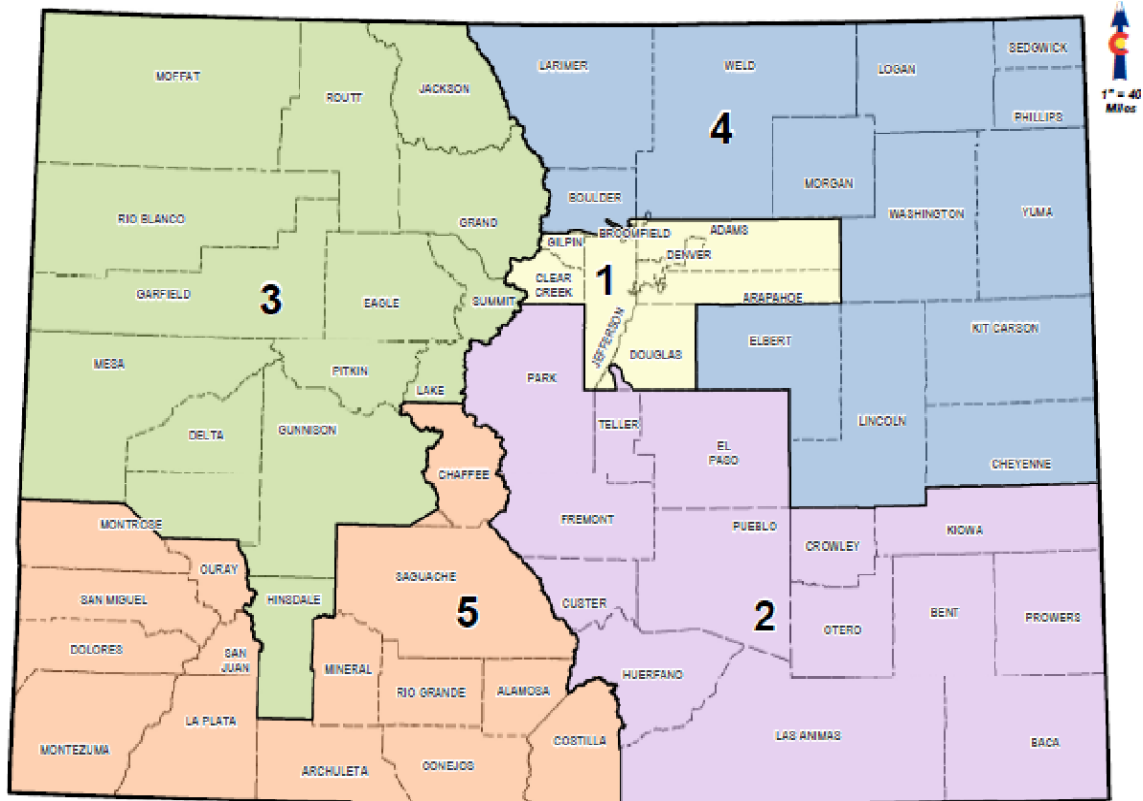 MOFFAT
ROUTT
JACKSON
LARIMER
WELD
LOGAN
SEDGWICK
PHILLIPS
1" = 40
Miles
4
MORGAN
WASHINGTON
YUMA
RIO BLANCO
GRAND
BOULDER
BROOMFIELD
ADAMS
GILPIN
DENVER
CLEAR
CREEK
1
ARAPAHOE
GARFIELD
3
EAGLE
SUMMIT
JEFFERSON
DOUGLAS
ELBERT
KIT CARSON
MESA
PITKIN
LAKE
PARK
TELLER
EL
PASO
LINCOLN
CHEYENNE
DELTA
GUNNISON
CHAFFEE
FREMONT
PUEBLO
CROWLEY
KIOWA
MONTROSE
OURAY
SAGUACHE
SAN MIGUEL
HINSDALE
5
CUSTER
2
OTERO
BENT
PROWERS
DOLORES
SAN
JUAN
MINERAL
RIO GRANDE
ALAMOSA
HUERFANO
LA PLATA
MONTEZUMA
ARCHULETA
CONEJOS
COSTILLA
LAS ANIMAS
BACA